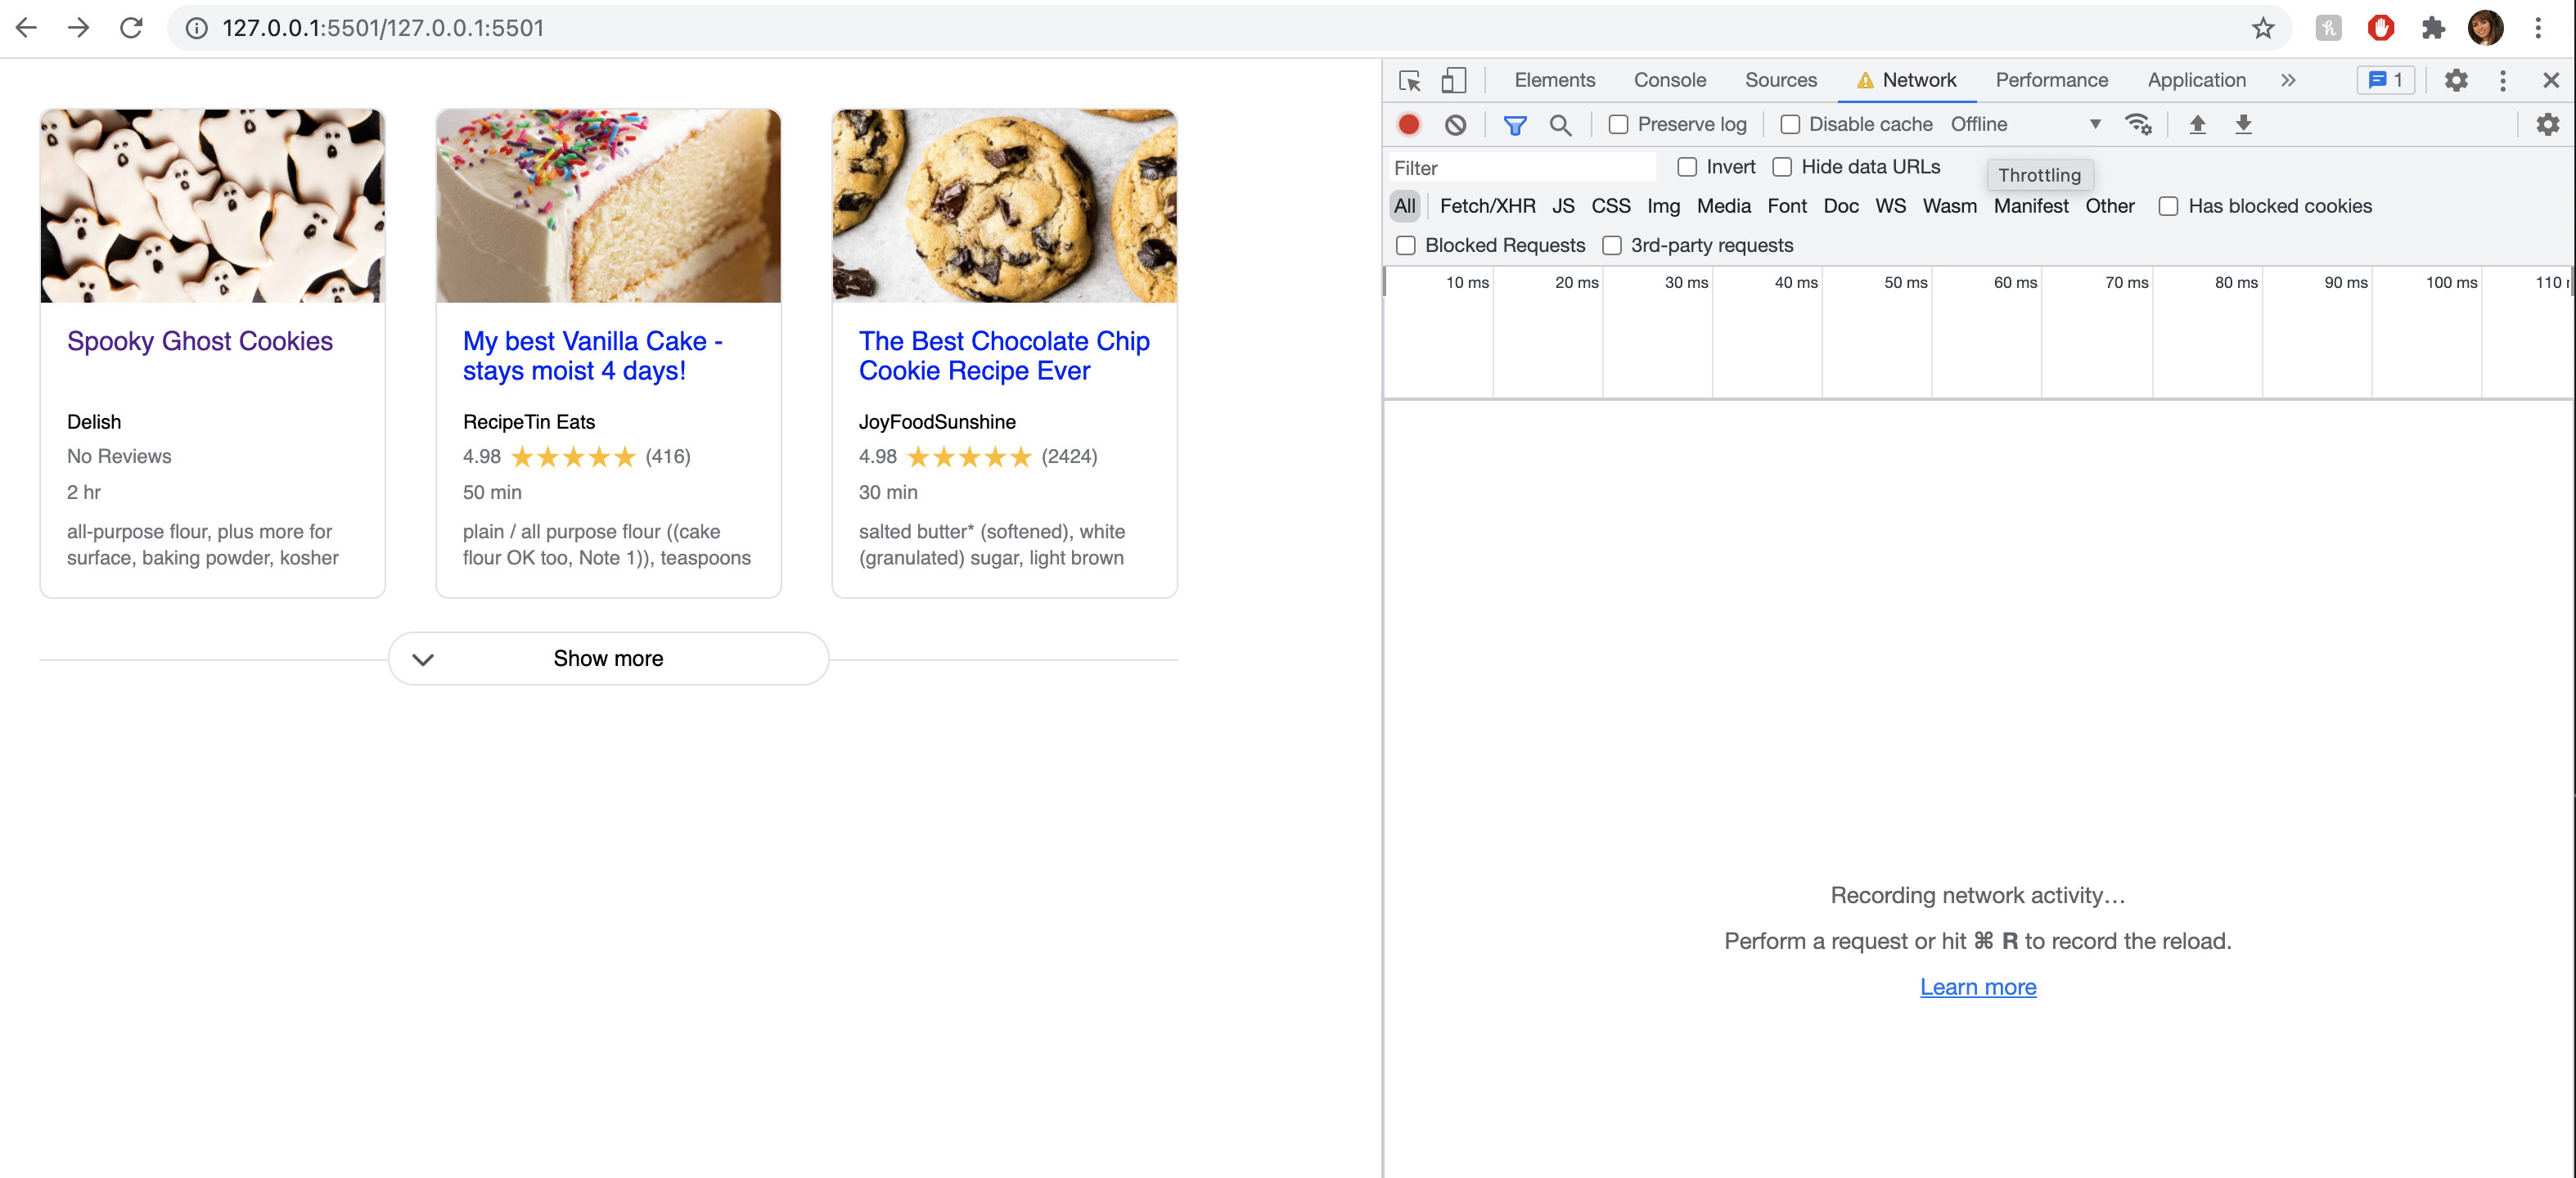 127.0.0.1:5501/127.0.0.1:5501
Spooky Ghost Cookies
Delish
No Reviews
2 hr
all-purpose flour, plus more for
surface, baking powder, kosher
My best Vanilla Cake -
stays moist 4 days!
RecipeTin Eats
4.98 ★★★★★ (416)
50 min
plain / all purpose flour ((cake
flour OK too, Note 1)), teaspoons
The Best Chocolate Chip
Cookie Recipe Ever
JoyFoodSunshine
4.98 ★★★★★ (2424)
30 min
salted butter* (softened), white
(granulated) sugar, light brown
Show more
Elements Console Sources Network Performance Application » 1
Preserve log Disable cache Offline
Filter Invert Hide data URLs
Throttling
All Fetch/XHR JS CSS Img Media Font Doc WS Wasm Manifest Other Has blocked cookies
Blocked Requests 3rd-party requests
10 ms 20 ms 30 ms 40 ms 50 ms 60 ms 70 ms 80 ms 90 ms 100 ms 110
Recording network activity…
Perform a request or hit ⌘ R to record the reload.
Learn more